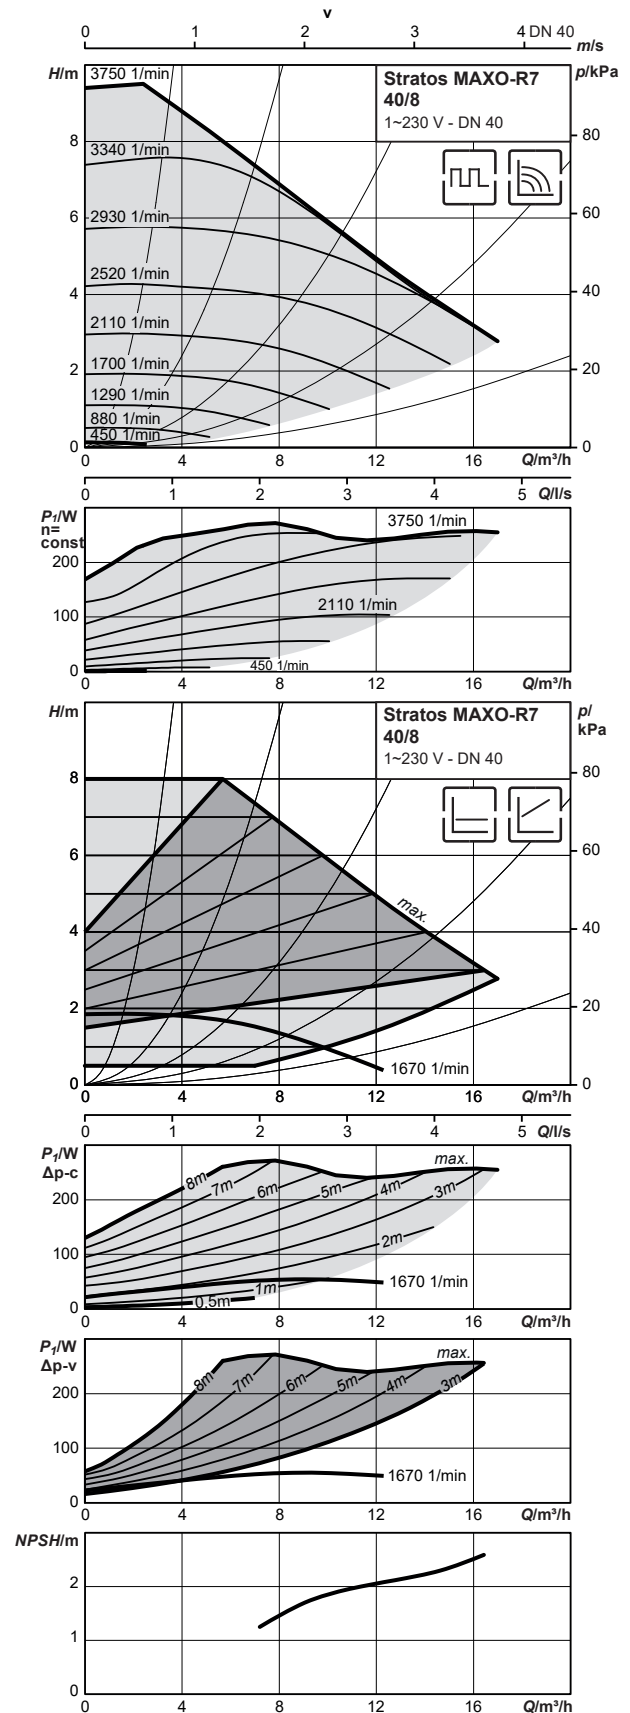 v
0 1 2 3 4 DN 40
m/s
H/m
p/kPa
3750 1/min
Stratos MAXO-R7
40/8
1~230 V - DN 40
8
80
3340 1/min
6
60
2930 1/min
2520 1/min
4
40
2110 1/min
1700 1/min
2
20
1290 1/min
880 1/min
450 1/min
0
0
0 4 8 12 16 Q/m³/h
0 1 2 3 4 5 Q/l/s
P₁/W
n=
const
3750 1/min
200
2110 1/min
100
450 1/min
0
0 4 8 12 16 Q/m³/h
H/m
p/
kPa
Stratos MAXO-R7
40/8
1~230 V - DN 40
8
80
6
60
max.
4
40
2
20
1670 1/min
0
0
0 4 8 12 16 Q/m³/h
0 1 2 3 4 5 Q/l/s
P₁/W
Δp-c
max.
8m 7m 6m 5m 4m 3m
200
2m
100
1670 1/min
1m
0.5m
0
0 4 8 12 16 Q/m³/h
P₁/W
Δp-v
max.
8m 7m 6m 5m 4m 3m
200
100
1670 1/min
0
0 4 8 12 16 Q/m³/h
NPSH/m
2
1
0
0 4 8 12 16 Q/m³/h